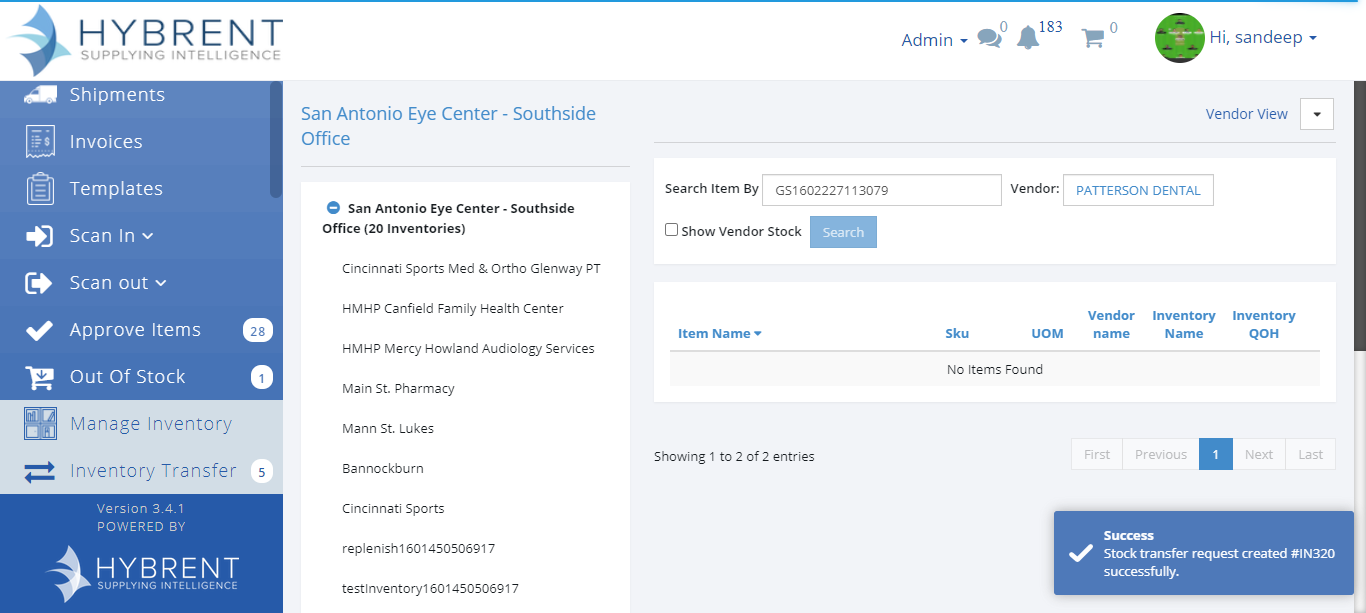 HYBRENT
SUPPLYING INTELLIGENCE
Admin
0
183
0
Hi, sandeep
Shipments
Invoices
Templates
Scan In
Scan out
Approve Items 28
Out Of Stock 1
Manage Inventory
Inventory Transfer 5
Version 3.4.1
POWERED BY
HYBRENT
SUPPLYING INTELLIGENCE
San Antonio Eye Center - Southside
Office
San Antonio Eye Center - Southside
Office (20 Inventories)
Cincinnati Sports Med & Ortho Glenway PT
HMHP Canfield Family Health Center
HMHP Mercy Howland Audiology Services
Main St. Pharmacy
Mann St. Lukes
Bannockburn
Cincinnati Sports
replenish1601450506917
testInventory1601450506917
Vendor View
Search Item By GS1602227113079 Vendor: PATTERSON DENTAL
Show Vendor Stock Search
Item Name Sku UOM Vendor name Inventory Name Inventory QOH
No Items Found
Showing 1 to 2 of 2 entries
First Previous 1 Next Last
Success
Stock transfer request created #IN320
successfully.